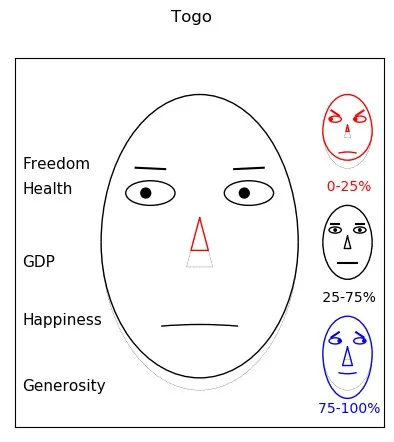 Togo
Freedom
Health
GDP
Happiness
Generosity
0-25%
25-75%
75-100%